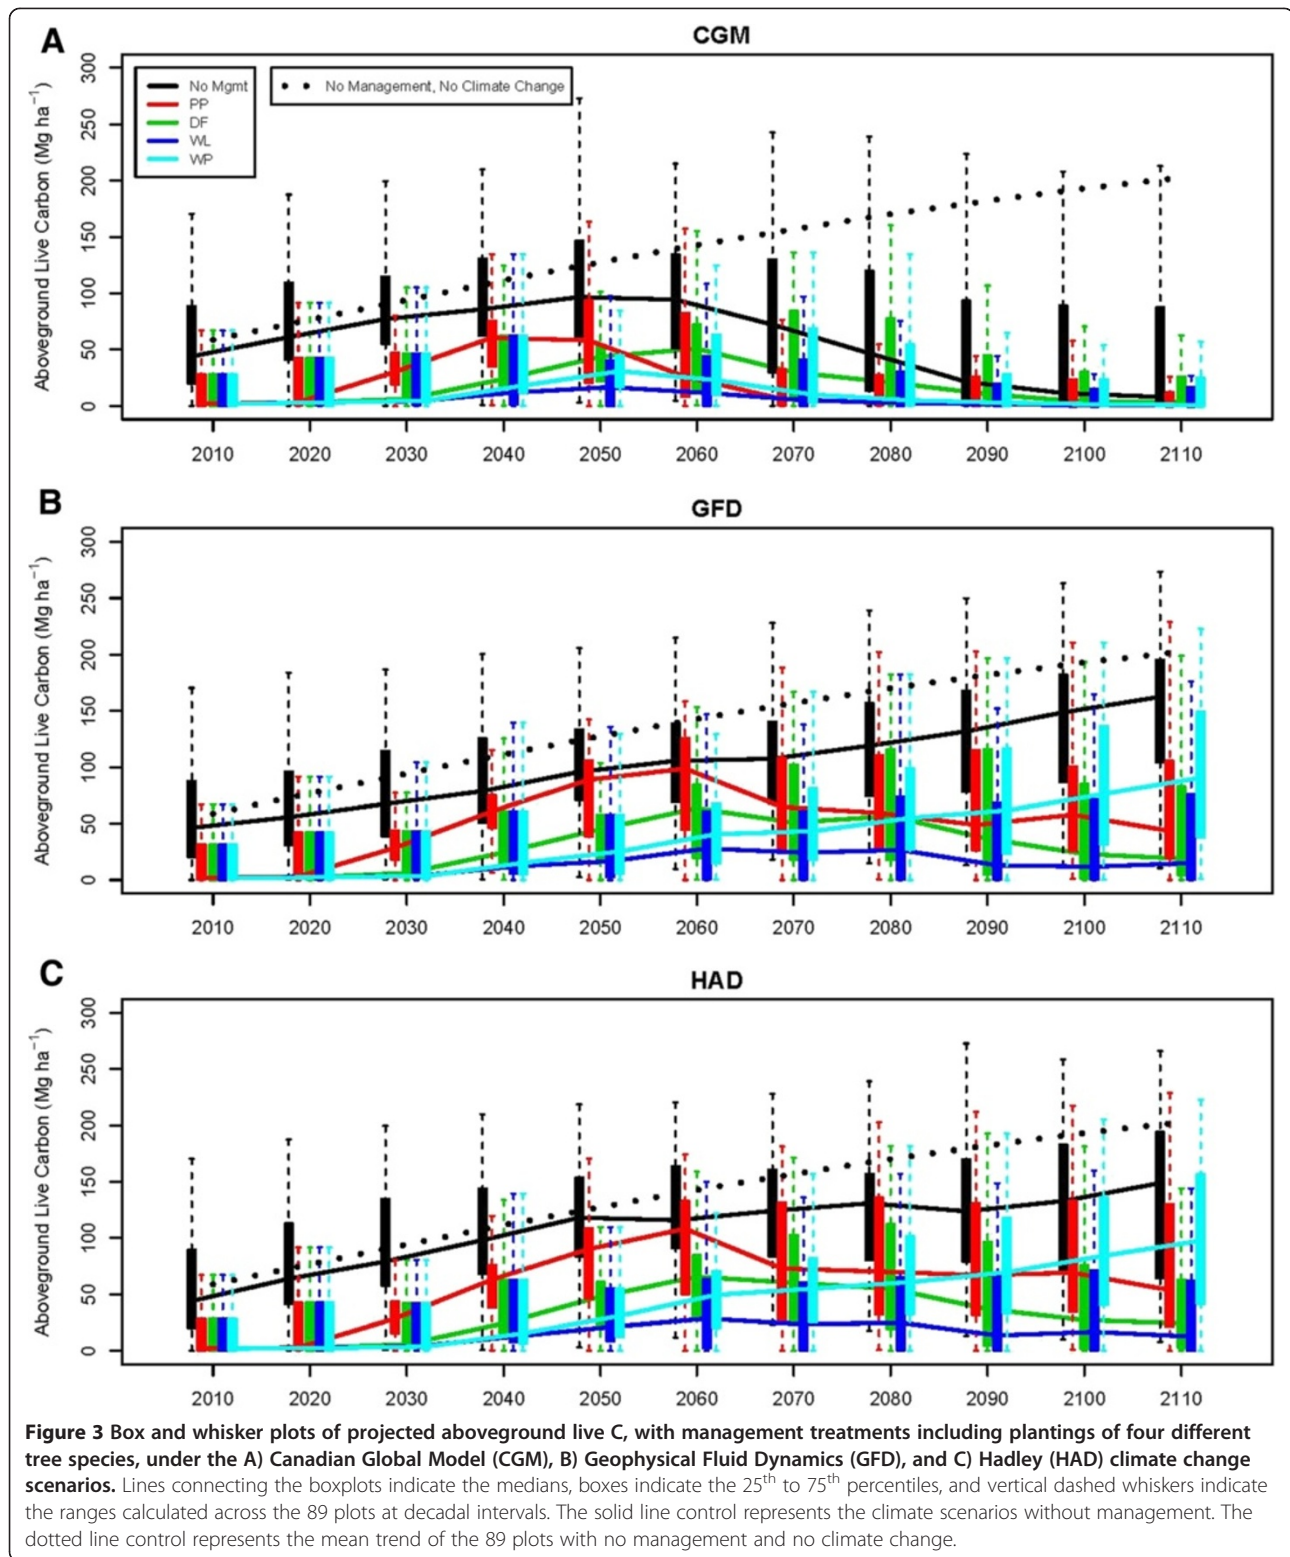 A
CGM
Aboveground Live Carbon (Mg ha⁻¹)
300
250
200
150
100
50
0
No Mgmt
PP
DF
WL
WP
No Management, No Climate Change
2010 2020 2030 2040 2050 2060 2070 2080 2090 2100 2110
B
GFD
Aboveground Live Carbon (Mg ha⁻¹)
300
250
200
150
100
50
0
2010 2020 2030 2040 2050 2060 2070 2080 2090 2100 2110
C
HAD
Aboveground Live Carbon (Mg ha⁻¹)
300
250
200
150
100
50
0
2010 2020 2030 2040 2050 2060 2070 2080 2090 2100 2110
Figure 3 Box and whisker plots of projected aboveground live C, with management treatments including plantings of four different
tree species, under the A) Canadian Global Model (CGM), B) Geophysical Fluid Dynamics (GFD), and C) Hadley (HAD) climate change
scenarios. Lines connecting the boxplots indicate the medians, boxes indicate the 25th to 75th percentiles, and vertical dashed whiskers indicate
the ranges calculated across the 89 plots at decadal intervals. The solid line control represents the climate scenarios without management. The
dotted line control represents the mean trend of the 89 plots with no management and no climate change.